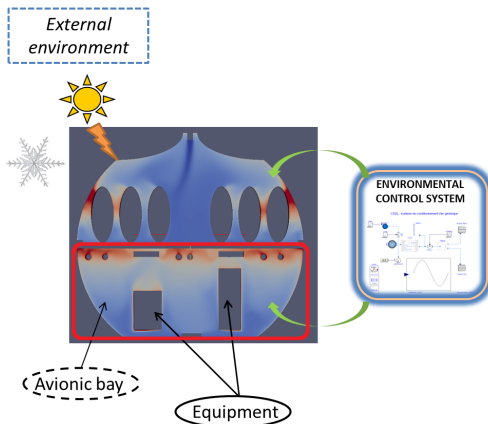 External
environment
ENVIRONMENTAL
CONTROL SYSTEM
Avionic bay
Equipment